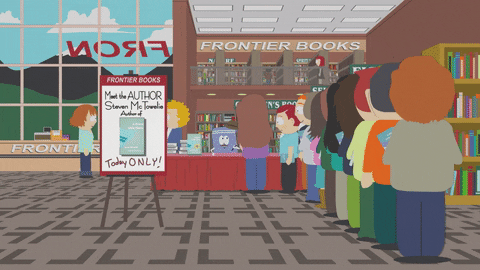 FRON
FRONTIER BOOKS
FRONTIER BOOKS
Meet the AUTHOR
Steven McTowelie
Author of
Today ONLY!
FRONTI